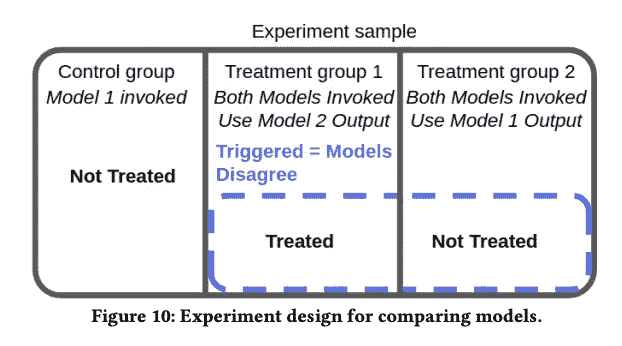 Experiment sample
Control group
Model 1 invoked
Not Treated
Treatment group 1
Both Models Invoked
Use Model 2 Output
Triggered = Models
Disagree
Treated
Treatment group 2
Both Models Invoked
Use Model 1 Output
Not Treated
Figure 10: Experiment design for comparing models.